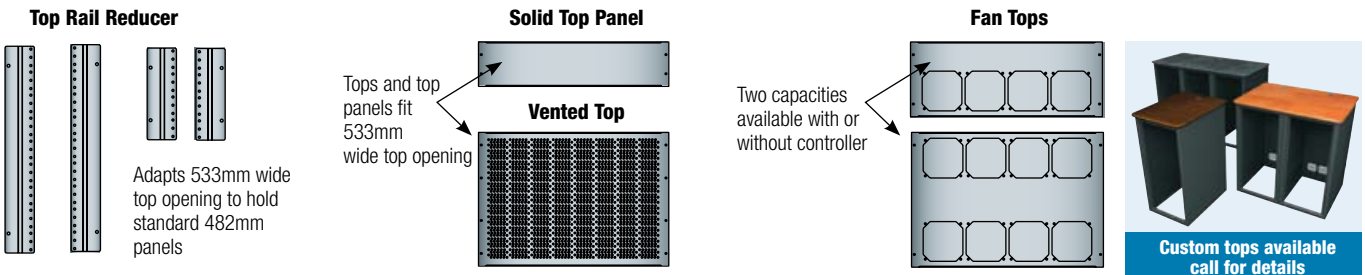 Top Rail Reducer
Adapts 533mm wide
top opening to hold
standard 482mm
panels
Solid Top Panel
Tops and top
panels fit
533mm
wide top opening
Vented Top
Fan Tops
Two capacities
available with or
without controller
Custom tops available
call for details